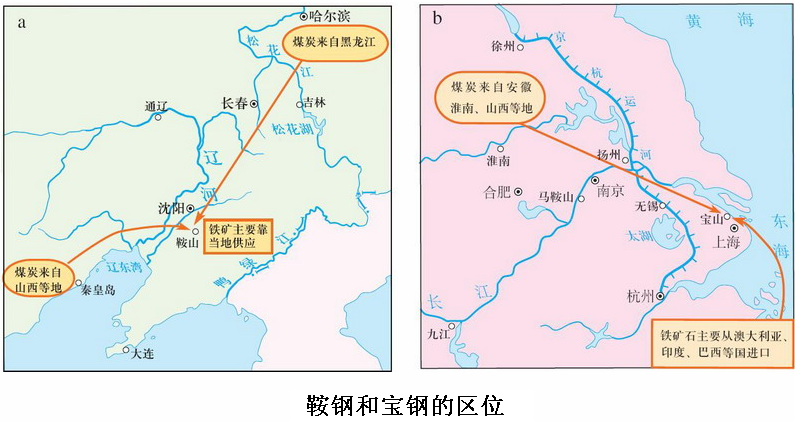 a
哈尔滨
松
花
江
煤炭来自黑龙江
长春
吉林
松花湖
通辽
辽
河
沈阳
鞍山
铁矿主要靠
当地供应
煤炭来自
山西等地
辽东湾
秦皇岛
鸭
绿
江
大连
b
黄海
徐州
京
杭
运
河
煤炭来自安徽
淮南、山西等地
淮南
扬州
合肥
南京
马鞍山
无锡
宝山
东
海
上海
太湖
杭州
长
江
九江
铁矿石主要从澳大利亚、
印度、巴西等国进口
鞍钢和宝钢的区位